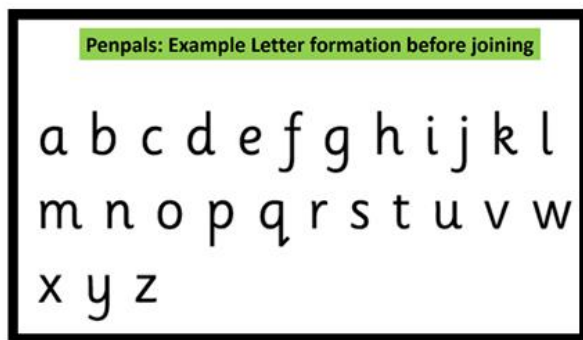 Penpals: Example Letter formation before joining
a b c d e f g h i j k l
m n o p q r s t u v w
x y z